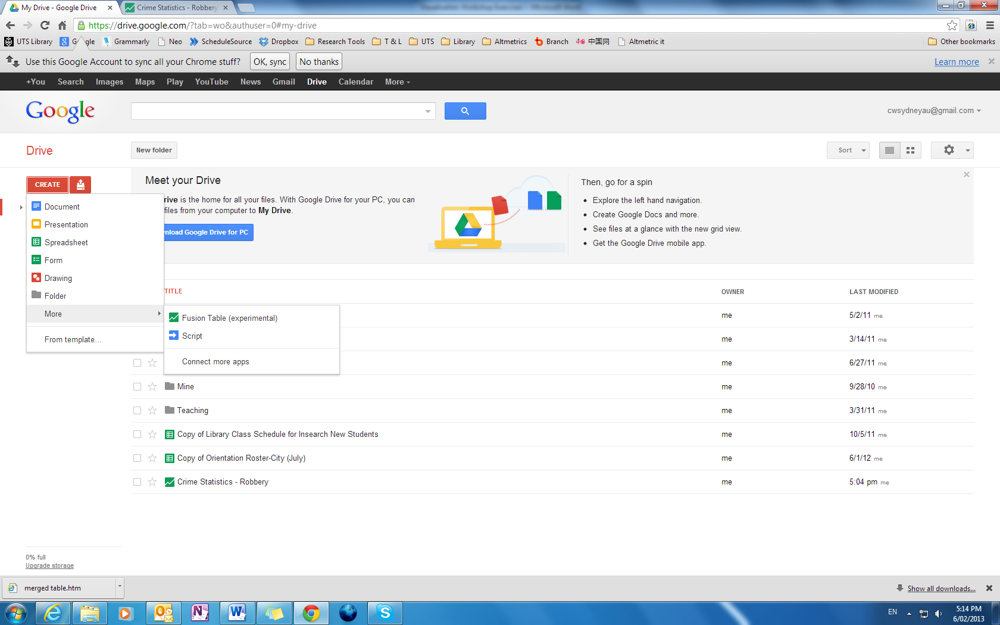 My Drive - Google Drive
Crime Statistics - Robbery
https://drive.google.com/?tab=wo&authuser=0#my-drive
UTS Library
Google
Grammarly
Neo
ScheduleSource
Dropbox
Research Tools
T & L
UTS
Library
Altmetrics
Branch
中国网
Altmetric it
Other bookmarks
Use this Google Account to sync all your Chrome stuff?
OK, sync
No thanks
Learn more
+You Search Images Maps Play YouTube News Gmail Drive Calendar More
Google
cwsydneyau@gmail.com
Drive
New folder
Sort
CREATE
Document
Presentation
Spreadsheet
Form
Drawing
Folder
More
From template...
Fusion Table (experimental)
Script
Connect more apps
Meet your Drive
rive is the home for all your files. With Google Drive for your PC, you can
files from your computer to My Drive.
nload Google Drive for PC
Then, go for a spin
Explore the left hand navigation.
Create Google Docs and more.
See files at a glance with the new grid view.
Get the Google Drive mobile app.
TITLE OWNER LAST MODIFIED
me 5/2/11 me
me 3/14/11 me
me 6/27/11 me
Mine me 9/28/10 me
Teaching me 3/31/11 me
Copy of Library Class Schedule for Insearch New Students me 10/5/11 me
Copy of Orientation Roster-City (July) me 6/1/12 me
Crime Statistics - Robbery me 5:04 pm me
0% full
Upgrade storage
merged table.htm
Show all downloads...
EN
5:14 PM
6/02/2013